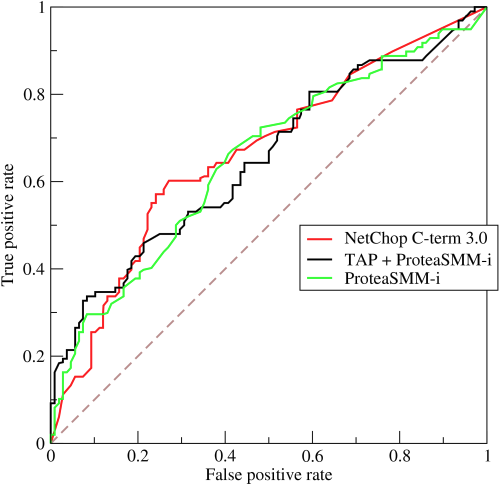 1
0.8
0.6
0.4
0.2
0
True positive rate
NetChop C-term 3.0
TAP + ProteaSMM-i
ProteaSMM-i
0 0.2 0.4 0.6 0.8 1
False positive rate